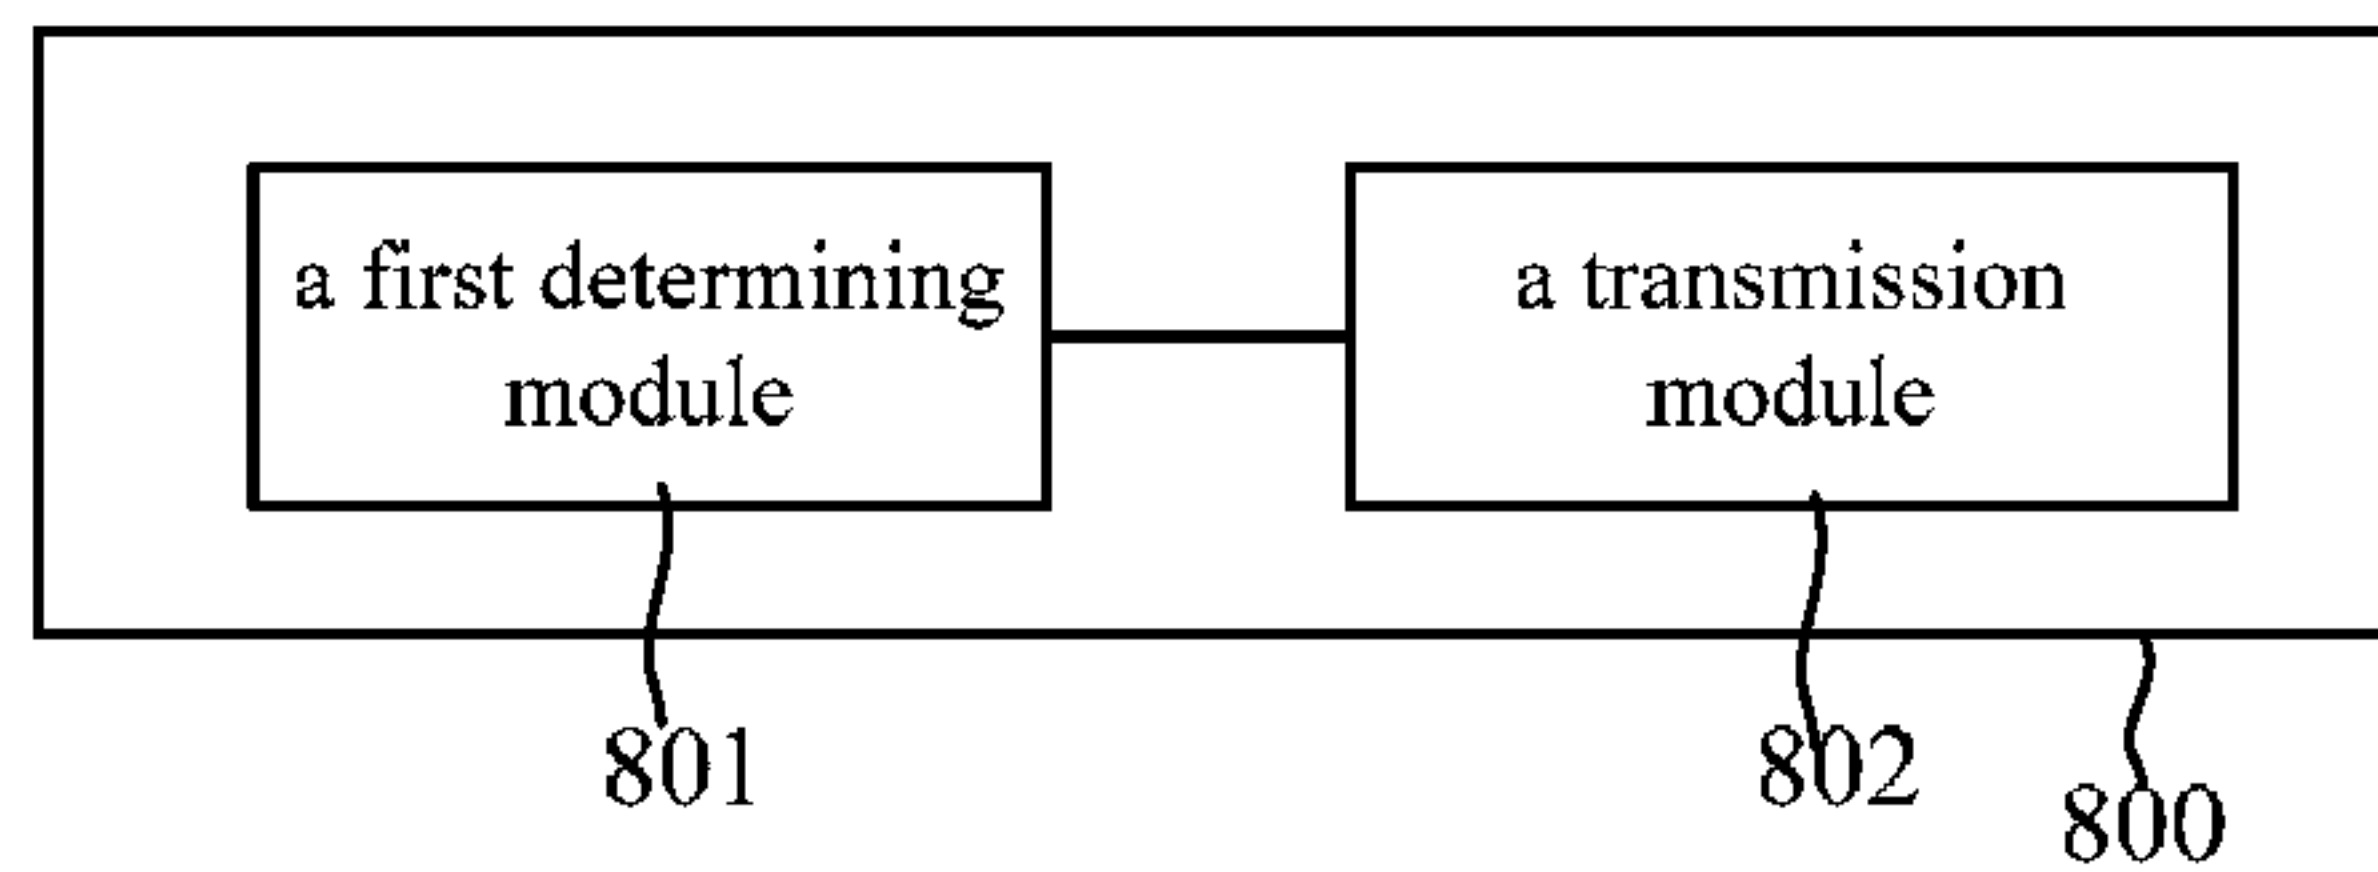 a first determining
module
a transmission
module
801
802
800